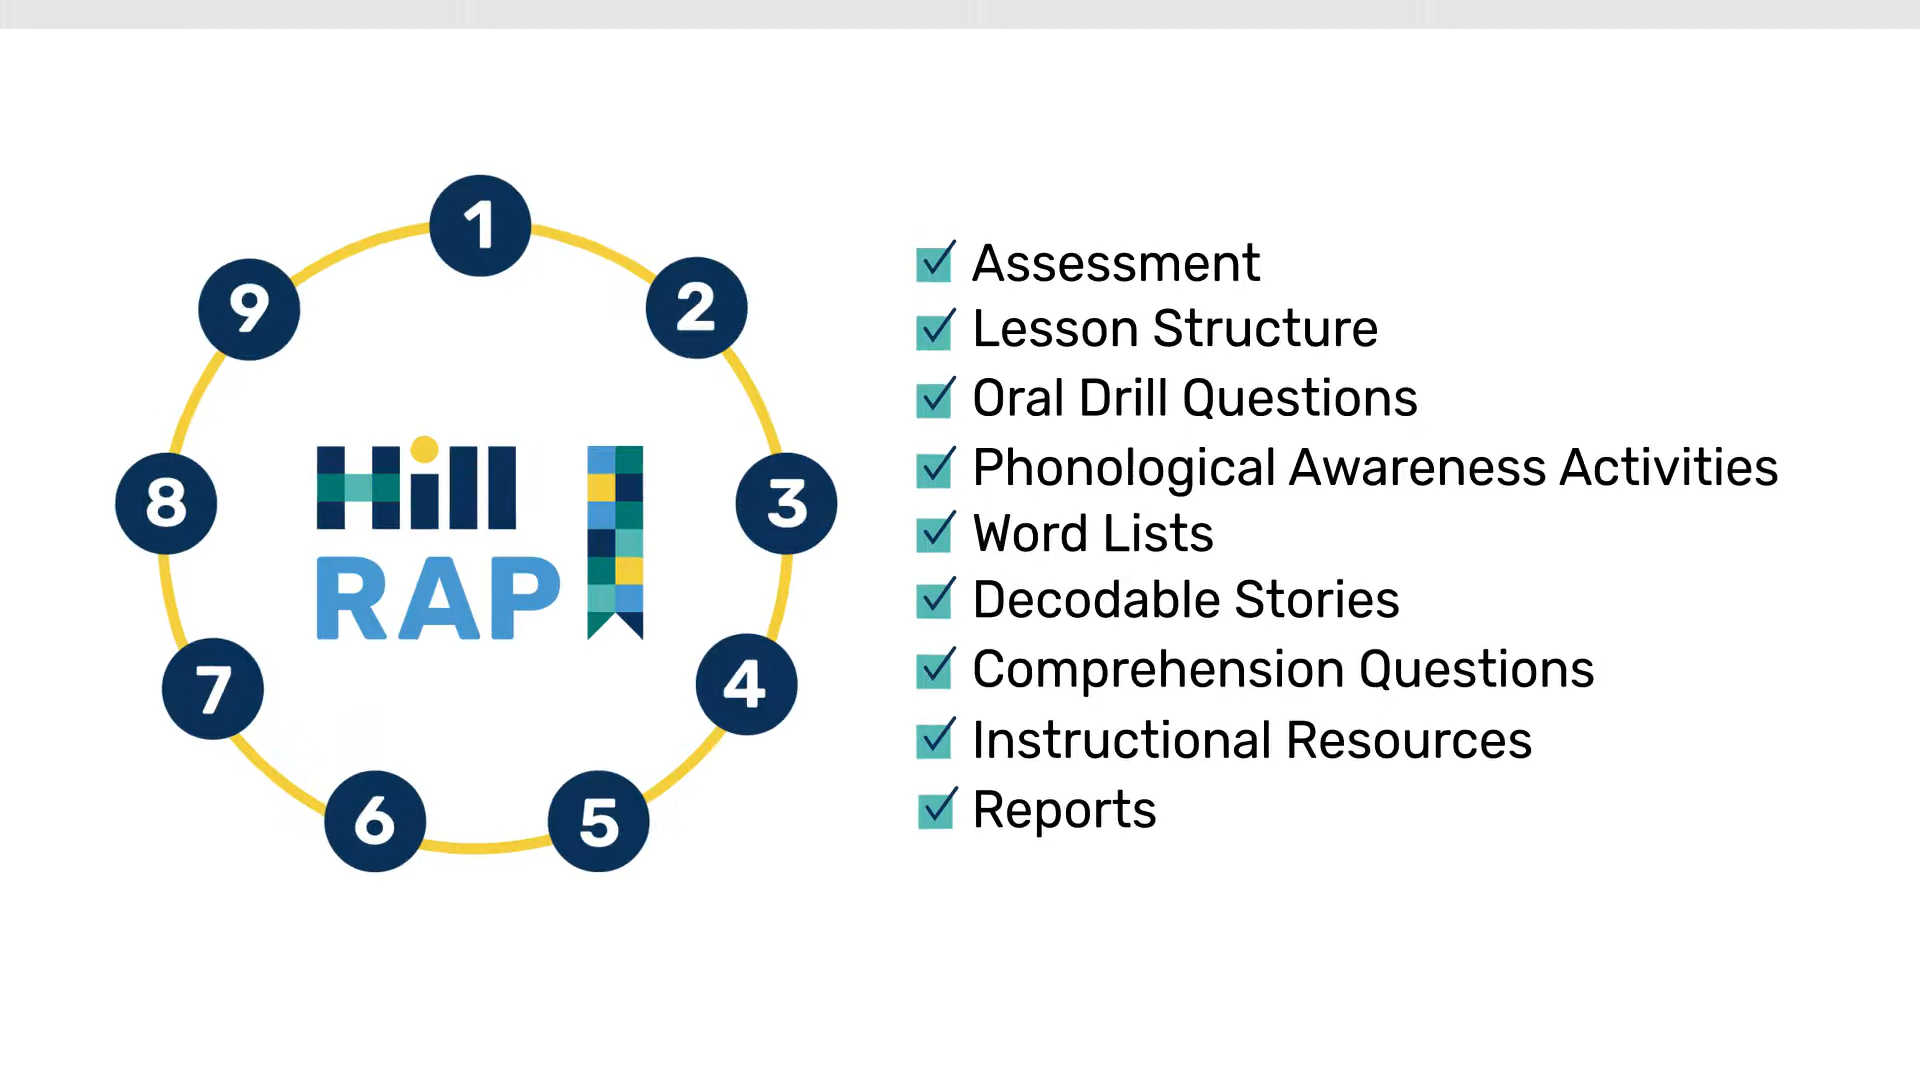 1
2
3
4
5
6
7
8
9
Hill
RAP
Assessment
Lesson Structure
Oral Drill Questions
Phonological Awareness Activities
Word Lists
Decodable Stories
Comprehension Questions
Instructional Resources
Reports